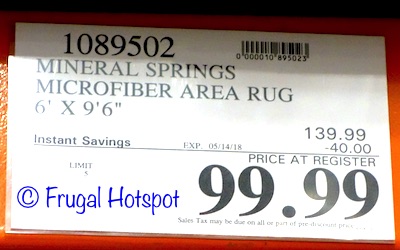 1089502
0000010895023
MINERAL SPRINGS
MICROFIBER AREA RUG
6' X 9'6"
139.99
Instant Savings EXP. 05/14/18 -40.00
PRICE AT REGISTER
LIMIT
5
99.99
© Frugal Hotspot
Sales Tax may be due on all or part of pre-discount price